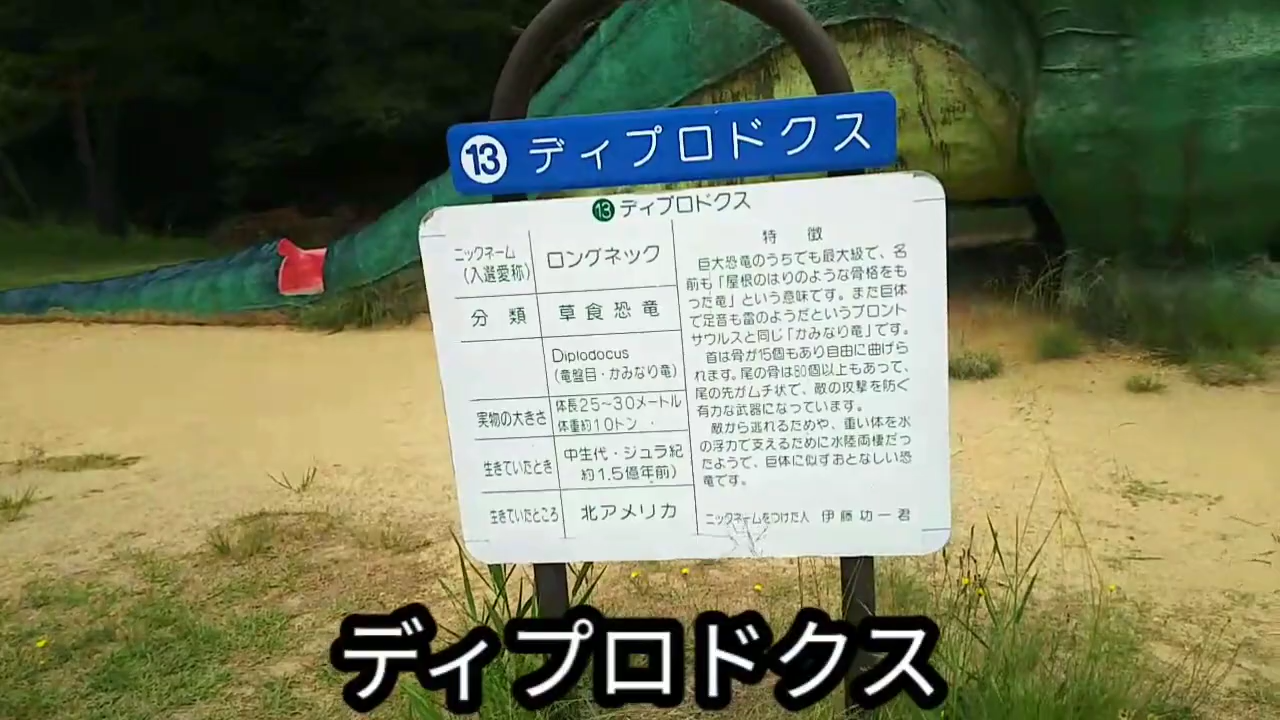 13 ディプロドクス
13 ディプロドクス
ニックネーム
(入選愛称)
ロングネック
分類
草食恐竜
Diplodocus
(竜盤目・かみなり竜)
実物の大きさ
体長25〜30メートル
体重約10トン
生きていたとき
中生代・ジュラ紀
約1.5億年前)
生きていたところ
北アメリカ
特徴
巨大恐竜のうちでも最大級で、名
前も「屋根のはりのような骨格をも
った竜」という意味です。また巨体
で足音も雷のようだというブロント
サウルスと同じ「かみなり竜」です。
首は骨が15個もあり自由に曲げら
れます。尾の骨は80個以上もあって、
尾の先がムチ状で、敵の攻撃を防ぐ
有力な武器になっています。
敵から逃れるためや、重い体を水
の浮力で支えるために水陸両棲だっ
たようで、巨体に似ずおとなしい恐
竜です。
ニックネームをつけた人 伊藤功一君
ディプロドクス